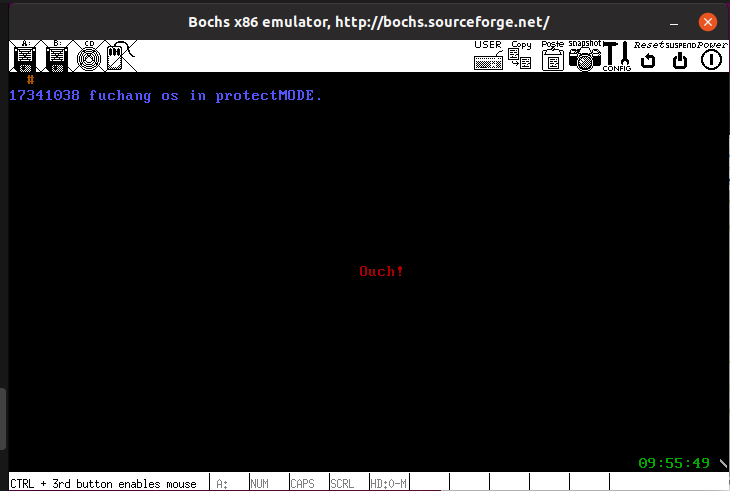 Bochs x86 emulator, http://bochs.sourceforge.net/
A: B: CD USER Copy Paste snapshot CONFIG Reset SUSPEND Power
#
17341038 fuchang os in protectMODE.
Ouch!
09:55:49 \
CTRL + 3rd button enables mouse A: NUM CAPS SCRL HD:0-M